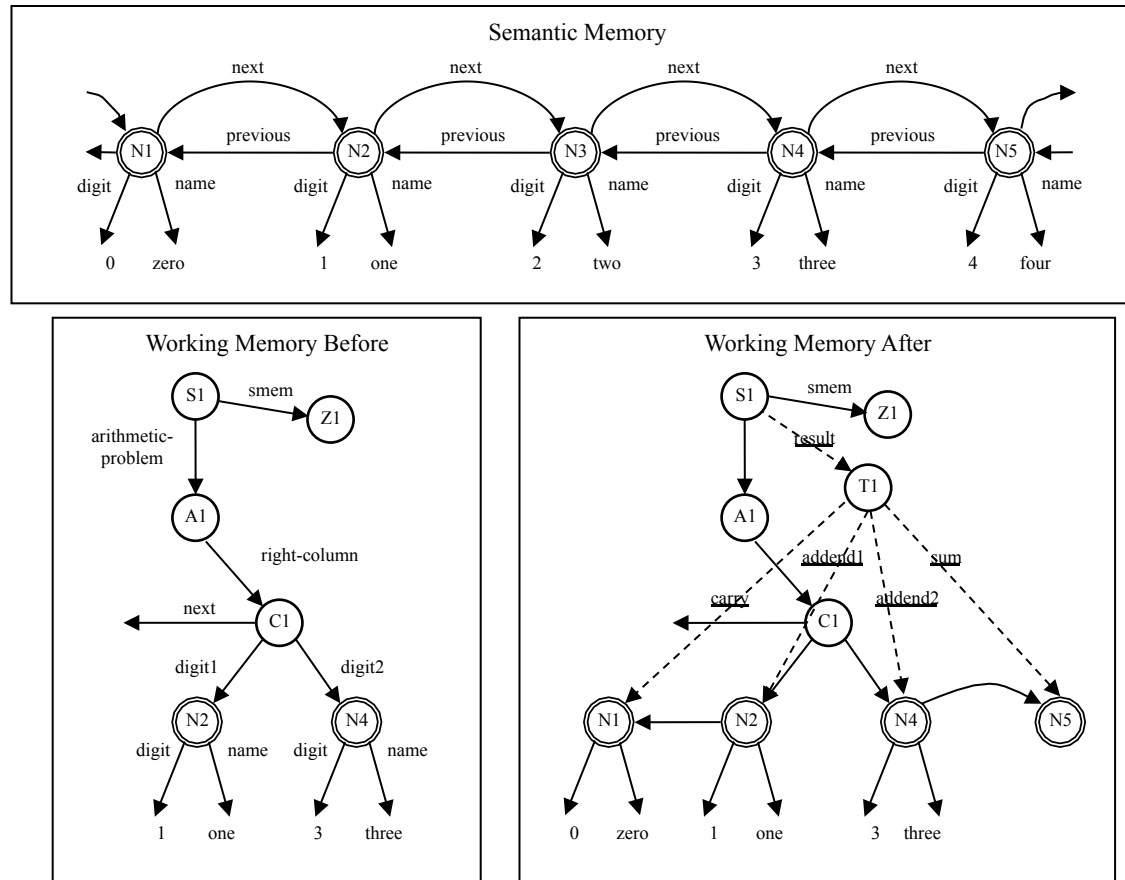 Semantic Memory
next next next next
previous previous previous previous
N1 N2 N3 N4 N5
digit name digit name digit name digit name digit name
0 zero 1 one 2 two 3 three 4 four
Working Memory Before
S1
smem
Z1
arithmetic-
problem
A1
right-column
next
C1
digit1 digit2
N2 N4
digit name digit name
1 one 3 three
Working Memory After
S1
smem
Z1
result
T1
A1
addend1 sum
carry addend2
C1
N1 N2 N4 N5
0 zero 1 one 3 three